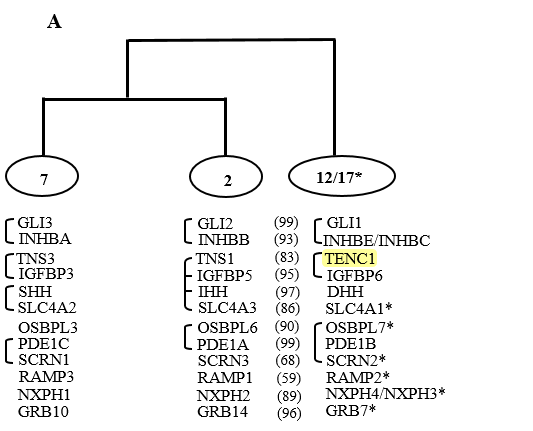 A
7 2 12/17*
GLI3 GLI2 (99) GLI1
INHBA INHBB (93) INHBE/INHBC
TNS3 TNS1 (83) TENC1
IGFBP3 IGFBP5 (95) IGFBP6
SHH IHH (97) DHH
SLC4A2 SLC4A3 (86) SLC4A1*
OSBPL3 OSBPL6 (90) OSBPL7*
PDE1C PDE1A (99) PDE1B
SCRN1 SCRN3 (68) SCRN2*
RAMP3 RAMP1 (59) RAMP2*
NXPH1 NXPH2 (89) NXPH4/NXPH3*
GRB10 GRB14 (96) GRB7*